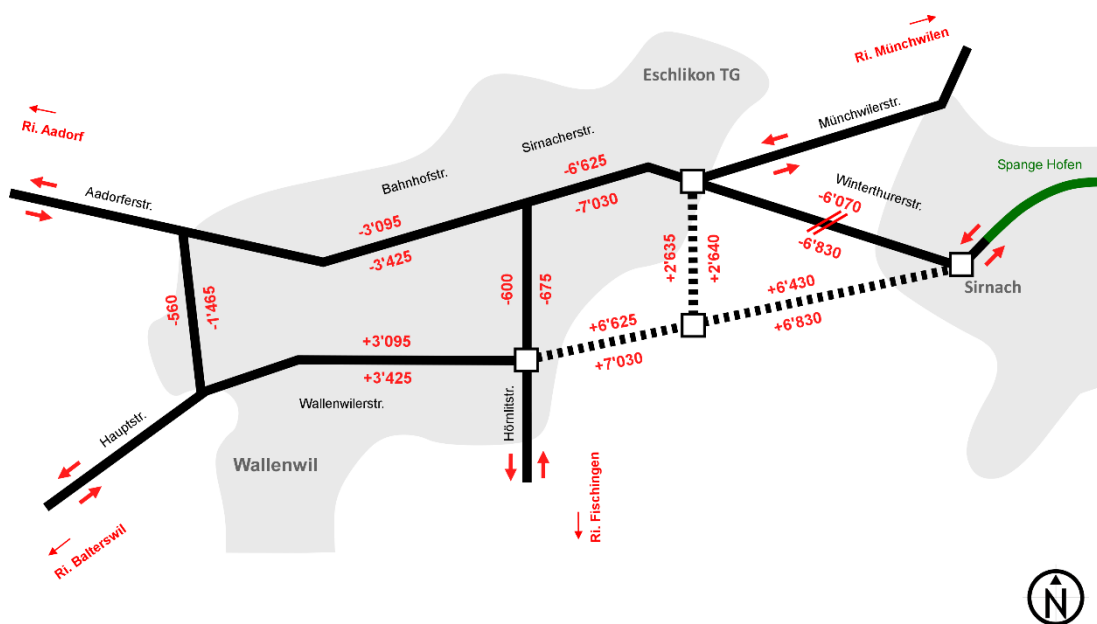 Ri. Münchwilen
Eschlikon TG
Münchwilerstr.
Ri. Aadorf
Sirnacherstr.
-6'625
Bahnhofstr.
Spange Hofen
Aadorferstr.
-7'030
Winterthurerstr.
-6'070
-3'095
-6'830
-3'425
+2'635
+2'640
-600
-675
+6'430
Sirnach
-560
-1'465
+6'830
+6'625
+3'095
+7'030
+3'425
Wallenwilerstr.
Hörnlistr.
Hauptstr.
Wallenwil
Ri. Fischingen
Ri. Balterswil
N